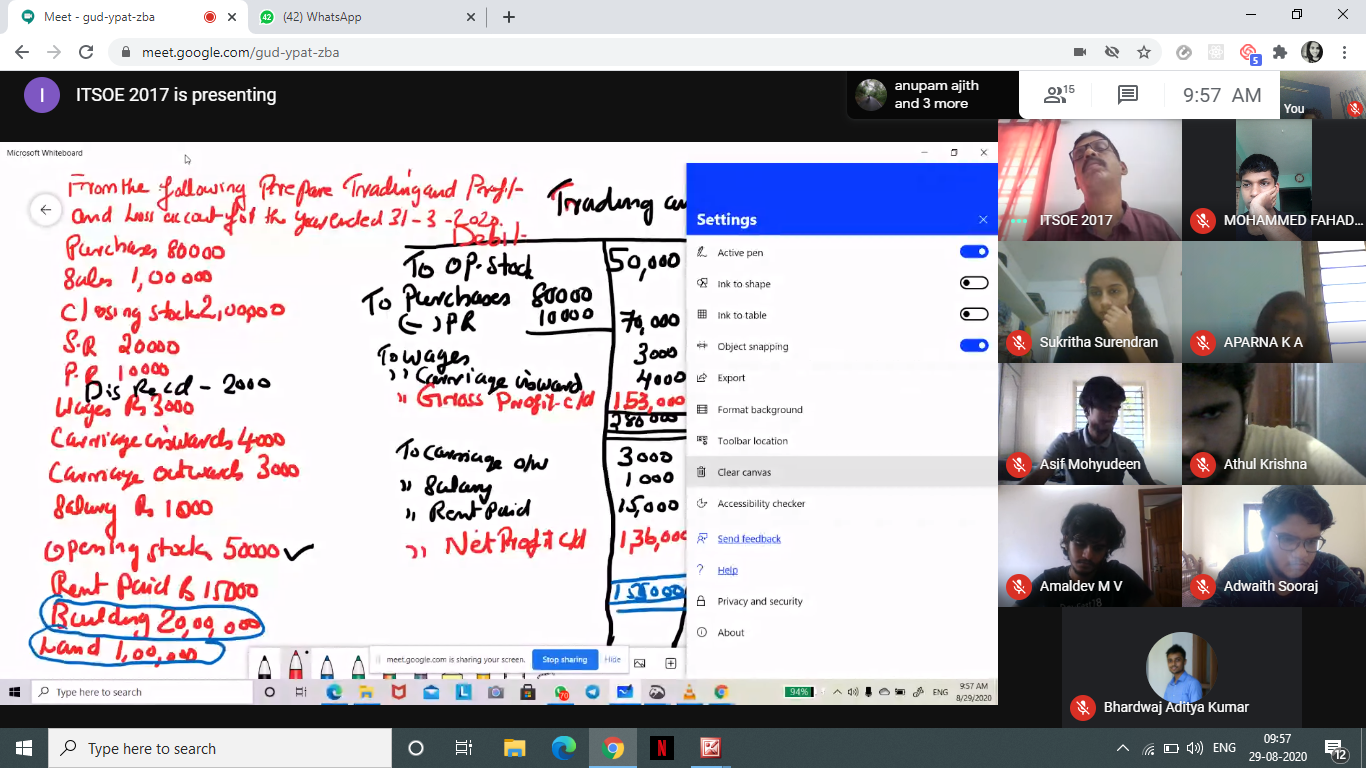 Meet - gud-ypat-zba
(42) WhatsApp
meet.google.com/gud-ypat-zba
5
I
ITSOE 2017 is presenting
anupam ajith
and 3 more
15
9:57 AM
You
Microsoft Whiteboard
From the following Prepare Trading and Profit
and Loss account for the year ended 31-3-2020
Purchases 80000
Sales 1,00000
Closing stock 2,00000
S.R 20000
P.R 10000
Dis Recd - 2000
Wages Rs 3000
Carriage inwards 4000
Carriage outwards 3000
Salary Rs 1000
Opening stock 50000
Rent Paid Rs 15000
Building 20,00,000
Land 1,00,000
Trading
Debit
To OP. stock 50,000
To Purchases 80000
(-) PR 10000 70,000
To wages 3000
" Carriage inward 4000
" Gross Profit c/d 153,000
280000
To Carriage o/w 3000
" Salary 1000
" Rent Paid 15,000
" Net Profit c/d 1,36,000
155000
Settings
Active pen
Ink to shape
Ink to table
Object snapping
Export
Format background
Toolbar location
Clear canvas
Accessibility checker
Send feedback
Help
Privacy and security
About
meet.google.com is sharing your screen.
Stop sharing
Hide
Type here to search
70
94%
ENG
9:57 AM
8/29/2020
ITSOE 2017
MOHAMMED FAHAD...
Sukritha Surendran
APARNA K A
Asif Mohyudeen
Athul Krishna
Amaldev M V
Adwaith Sooraj
Bhardwaj Aditya Kumar
Type here to search
N
ENG
09:57
29-08-2020
12